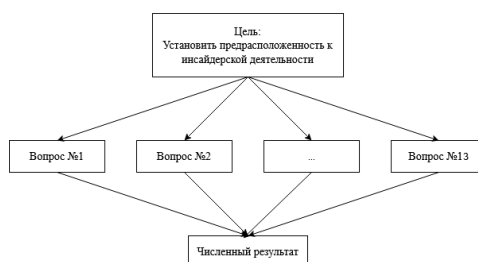 Цель:
Установить предрасположенность к
инсайдерской деятельности
Вопрос №1
Вопрос №2
...
Вопрос №13
Численный результат